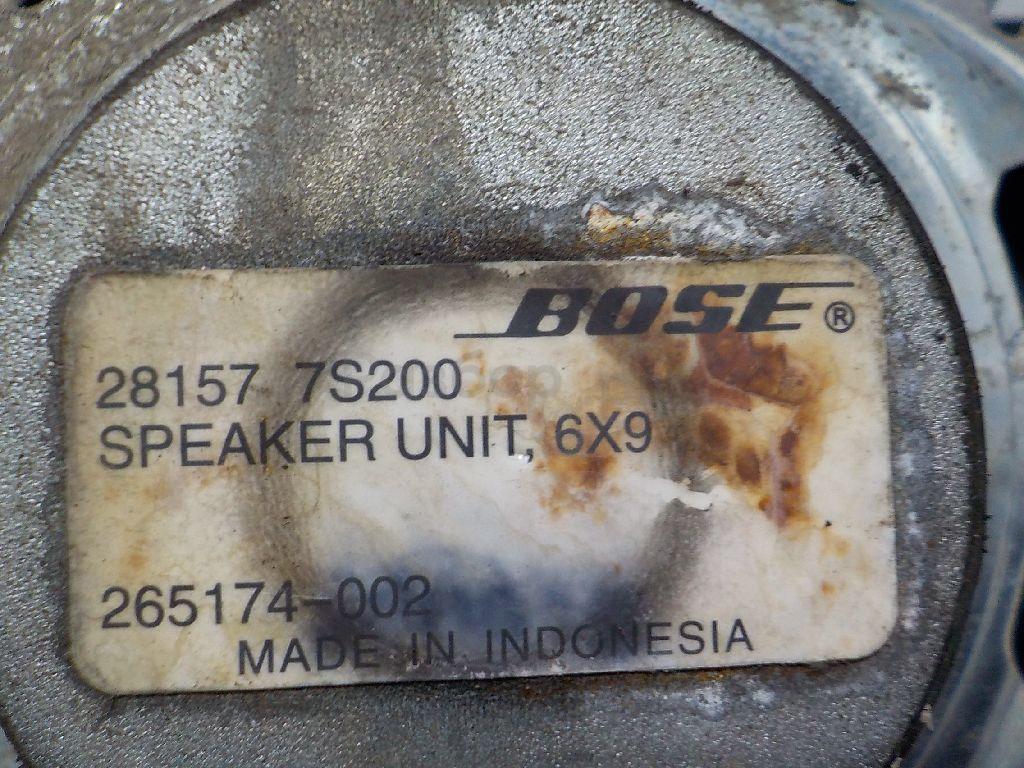 BOSE®
28157 7S200
SPEAKER UNIT, 6X9
265174-002
MADE IN INDONESIA